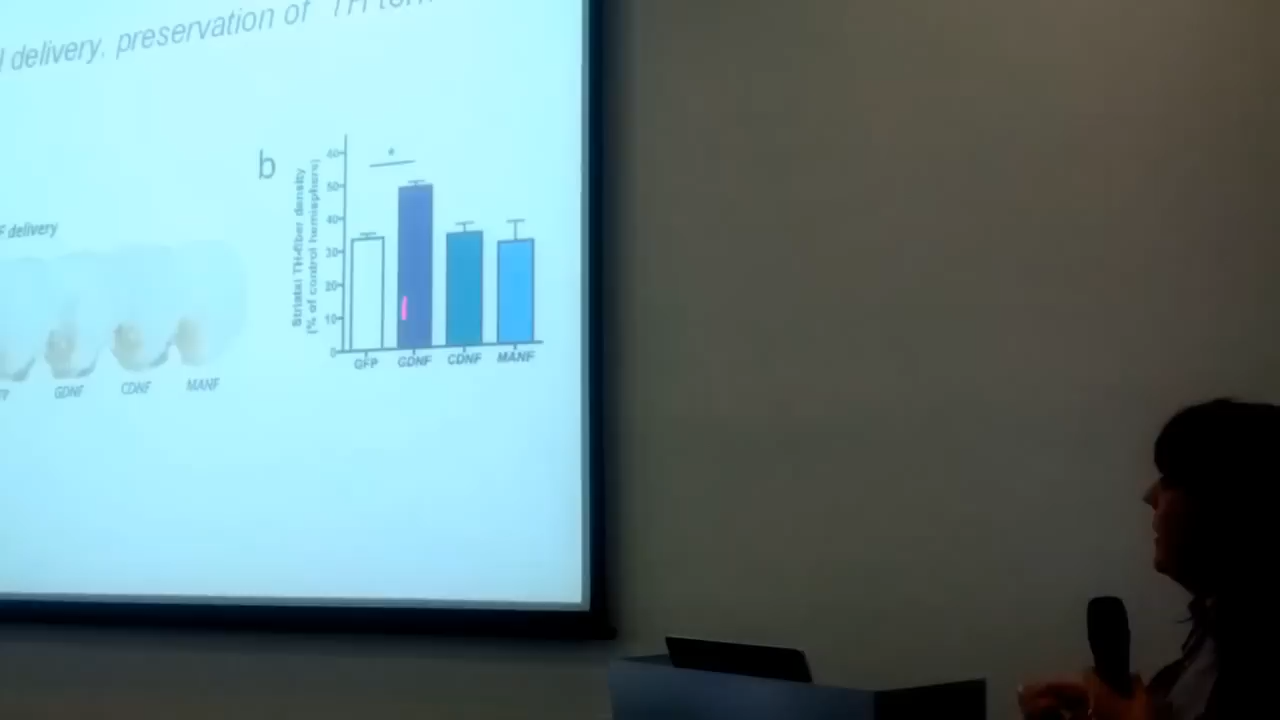 delivery, preservation of TH
b
*
Striatal TH-fiber density
(% of control hemisphere)
60
50
40
30
20
10
0
GFP GDNF CDNF MANF
F delivery
GDNF CDNF MANF